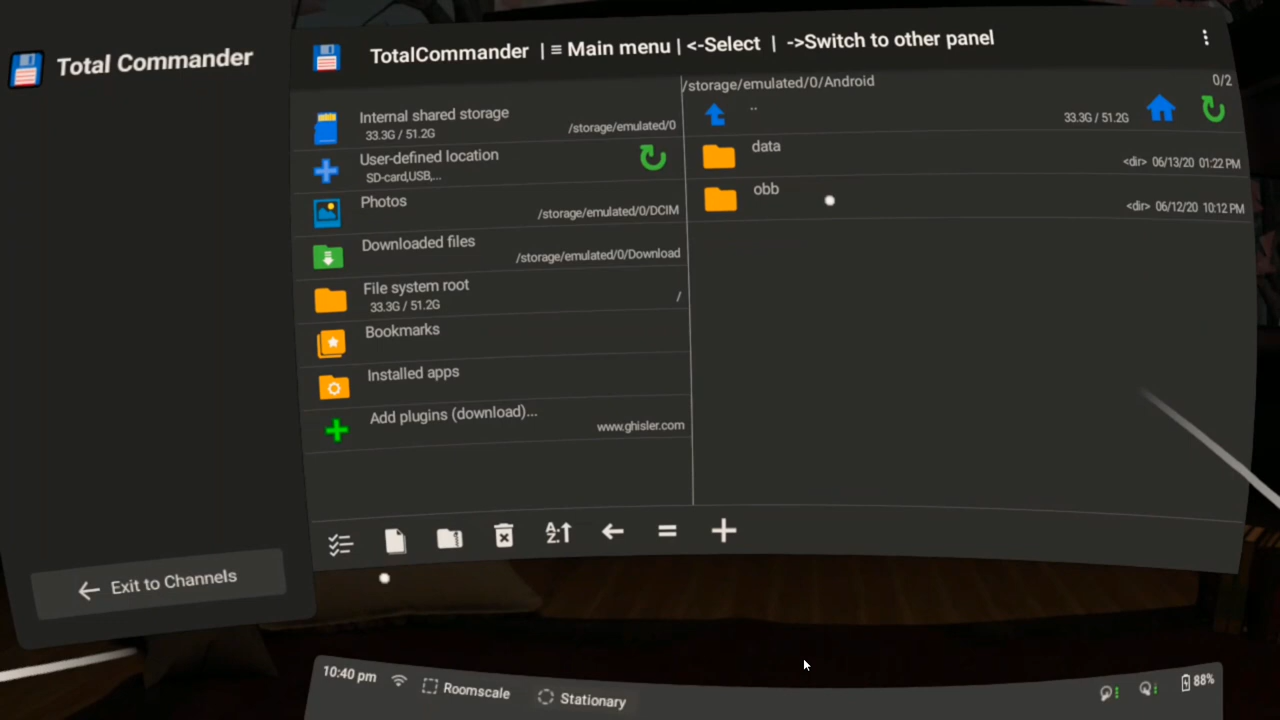 Total Commander
Exit to Channels
TotalCommander | ≡ Main menu | <-Select | ->Switch to other panel
Internal shared storage
33.3G / 51.2G
/storage/emulated/0
User-defined location
SD-card,USB,...
Photos
/storage/emulated/0/DCIM
Downloaded files
/storage/emulated/0/Download
File system root
33.3G / 51.2G
/
Bookmarks
Installed apps
Add plugins (download)...
www.ghisler.com
/storage/emulated/0/Android
0/2
..
33.3G / 51.2G
data
<dir> 06/13/20 01:22 PM
obb
<dir> 06/12/20 10:12 PM
A
Z
10:40 pm
Roomscale
Stationary
88%